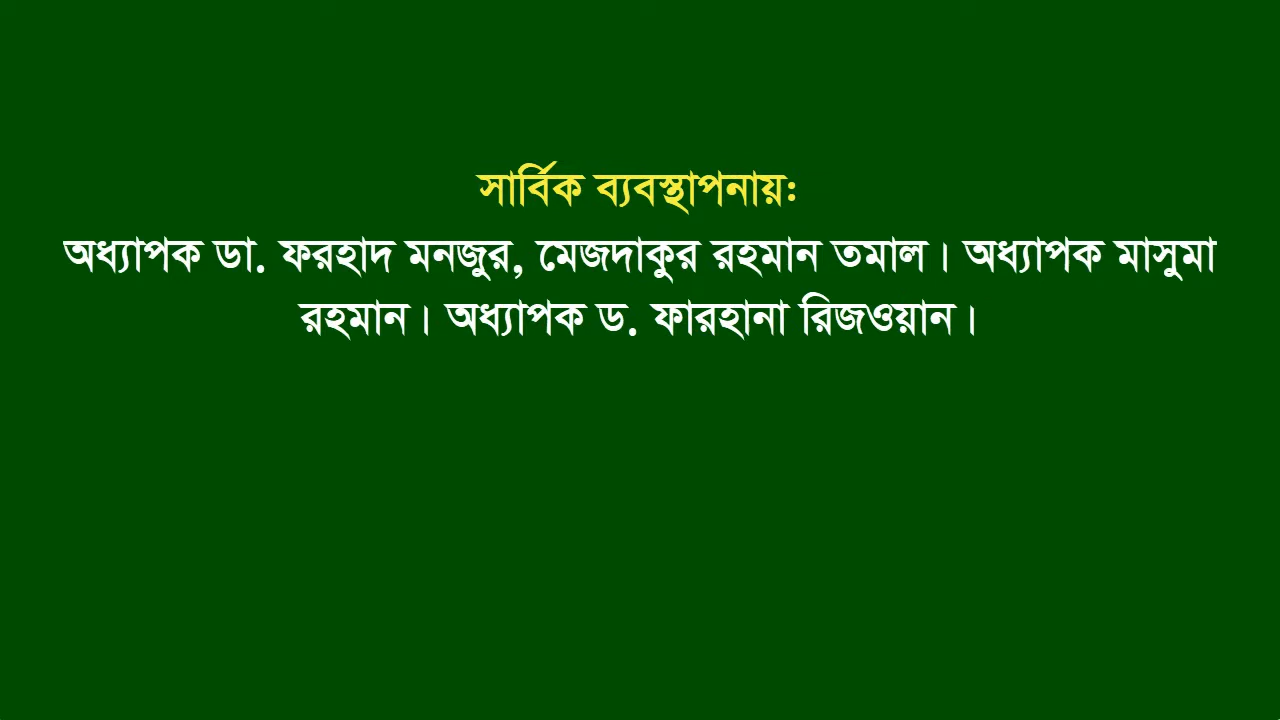 সার্বিক ব্যবস্থাপনায়ঃ
অধ্যাপক ডা. ফরহাদ মনজুর, মেজদাকুর রহমান তমাল। অধ্যাপক মাসুমা
রহমান। অধ্যাপক ড. ফারহানা রিজওয়ান।